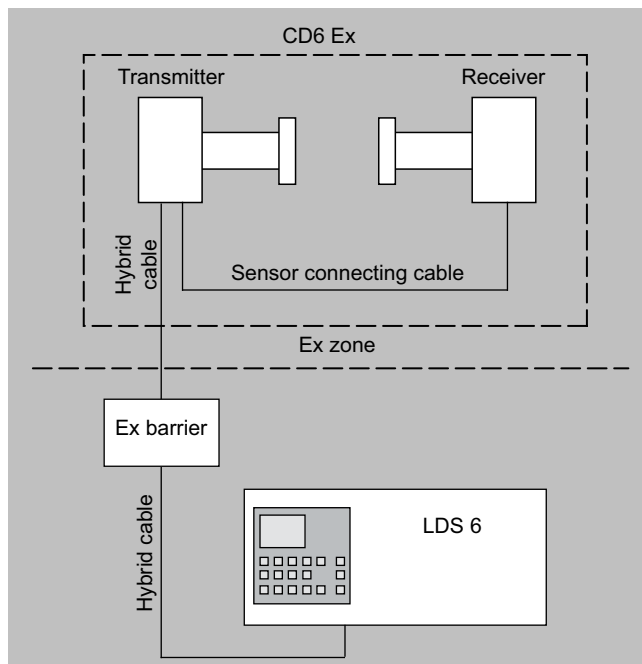 CD6 Ex
Transmitter
Receiver
Hybrid
cable
Sensor connecting cable
Ex zone
Ex barrier
Hybrid cable
LDS 6